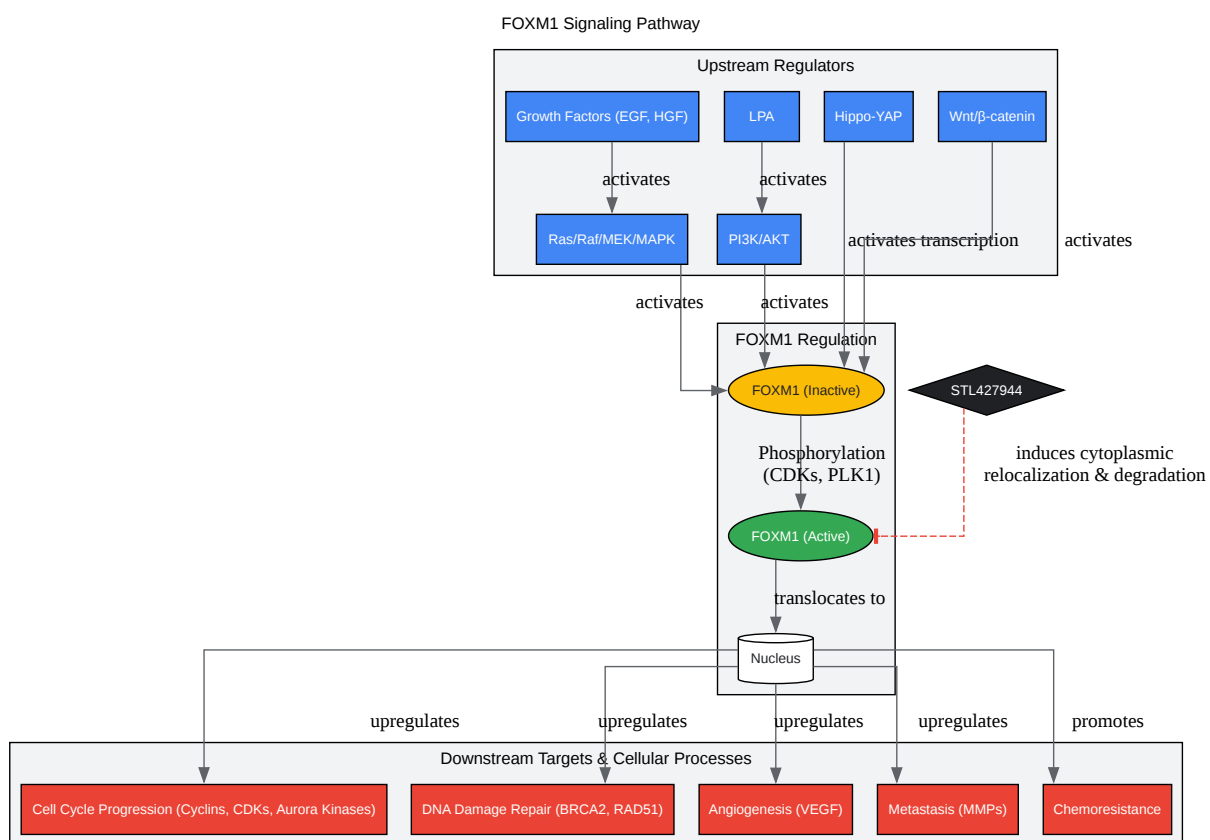 FOXM1 Signaling Pathway
Upstream Regulators
Growth Factors (EGF, HGF)
LPA
Hippo-YAP
Wnt/β-catenin
activates
activates
Ras/Raf/MEK/MAPK
PI3K/AKT
activates transcription
activates
activates
activates
FOXM1 Regulation
FOXM1 (Inactive)
STL427944
Phosphorylation
(CDKs, PLK1)
induces cytoplasmic
relocalization & degradation
FOXM1 (Active)
translocates to
Nucleus
upregulates
upregulates
upregulates
upregulates
promotes
Downstream Targets & Cellular Processes
Cell Cycle Progression (Cyclins, CDKs, Aurora Kinases)
DNA Damage Repair (BRCA2, RAD51)
Angiogenesis (VEGF)
Metastasis (MMPs)
Chemoresistance